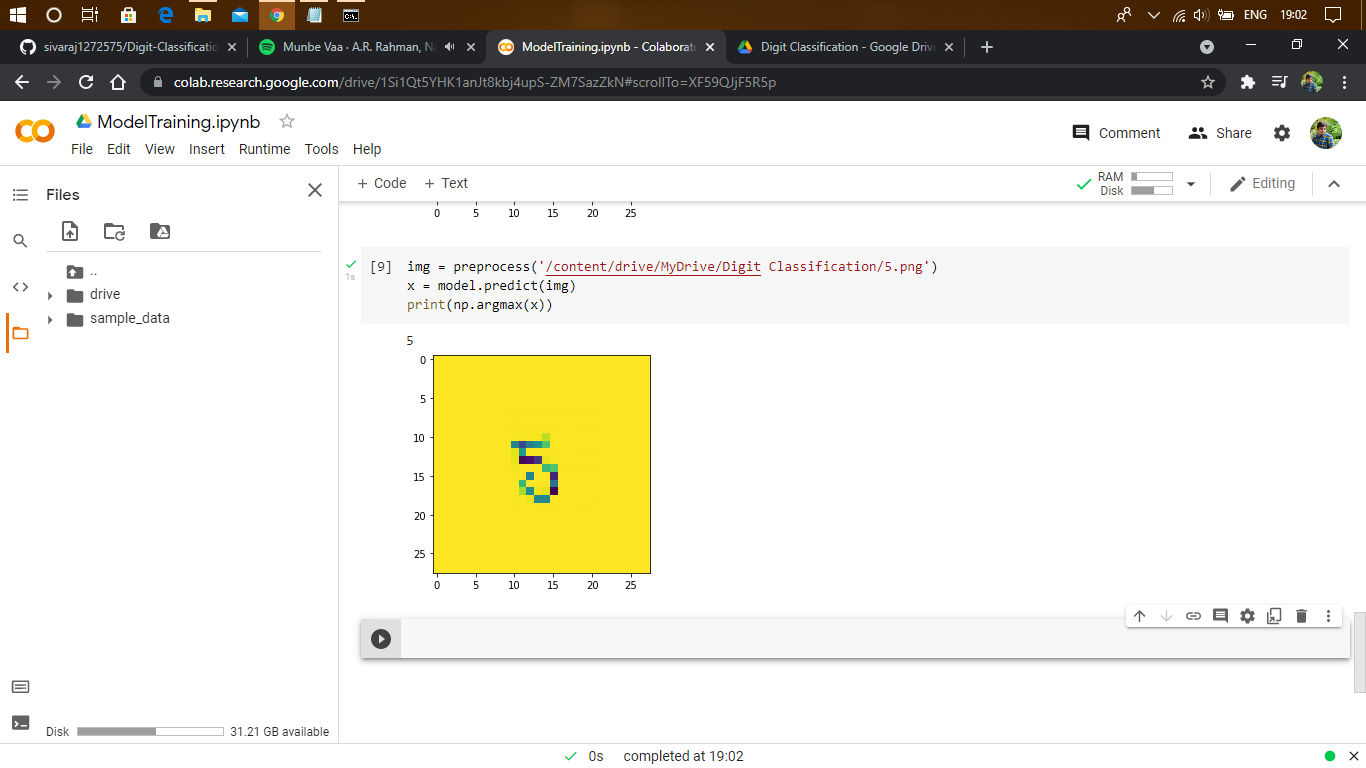 19:02
ENG
sivaraj1272575/Digit-Classificatio
Munbe Vaa · A.R. Rahman, N
ModelTraining.ipynb - Colaborato
Digit Classification - Google Drive
colab.research.google.com/drive/1Si1Qt5YHK1anJt8kbj4upS-ZM7SazZkN#scrollTo=XF59QJjF5R5p
ModelTraining.ipynb
Comment
Share
File Edit View Insert Runtime Tools Help
Files
+ Code + Text
RAM
Disk
Editing
..
drive
sample_data
0 5 10 15 20 25
1s
[9] img = preprocess('/content/drive/MyDrive/Digit Classification/5.png')
x = model.predict(img)
print(np.argmax(x))
5
0
5
10
15
20
25
0 5 10 15 20 25
Disk 31.21 GB available
0s completed at 19:02